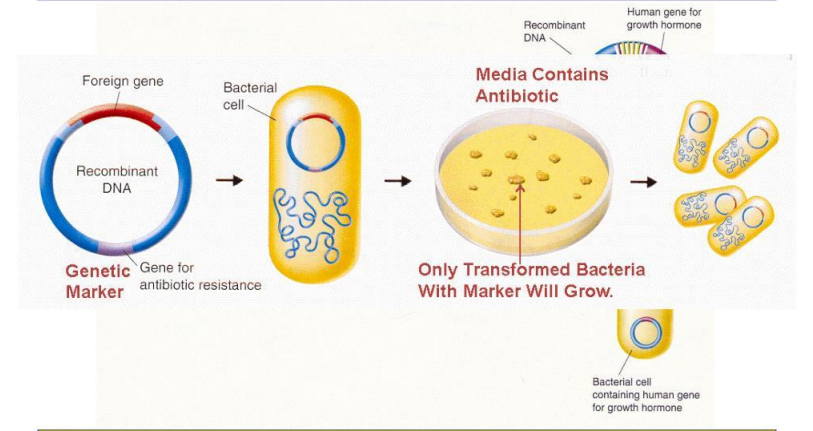 Recombinant
DNA
Human gene for
growth hormone
Foreign gene
Bacterial
cell
Media Contains
Antibiotic
Recombinant
DNA
Genetic
Marker
Gene for
antibiotic resistance
Only Transformed Bacteria
With Marker Will Grow.
Bacterial cell
containing human gene
for growth hormone